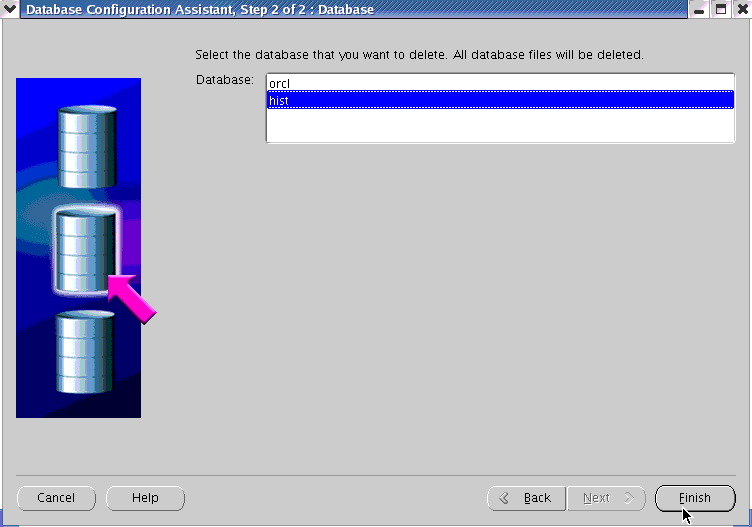 Database Configuration Assistant, Step 2 of 2 : Database
Select the database that you want to delete. All database files will be deleted.
Database:
orcl
hist
Cancel
Help
Back
Next
Finish